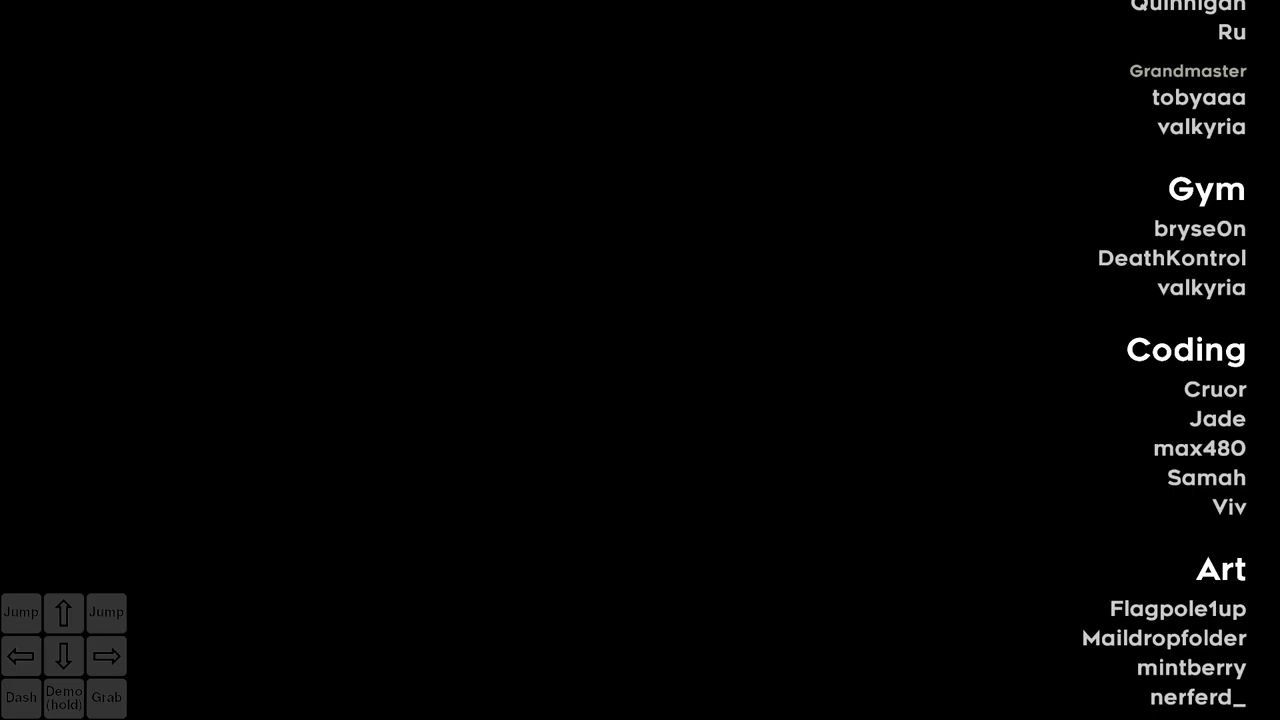 Quinnigan
Ru
Grandmaster
tobyaaa
valkyria
Gym
bryse0n
DeathKontrol
valkyria
Coding
Cruor
Jade
max480
Samah
Viv
Art
Flagpole1up
Maildropfolder
mintberry
nerferd_
Jump Jump
Dash Demo (hold) Grab